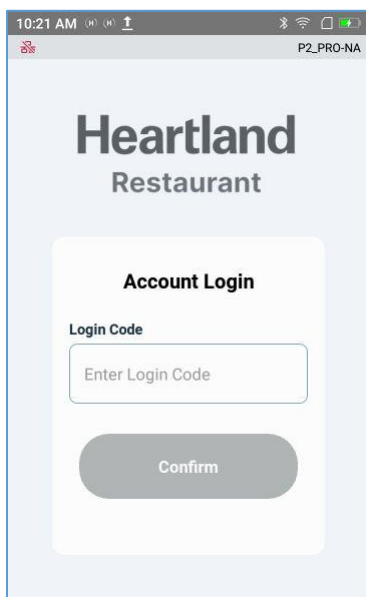 10:21 AM
P2_PRO-NA
Heartland
Restaurant
Account Login
Login Code
Enter Login Code
Confirm